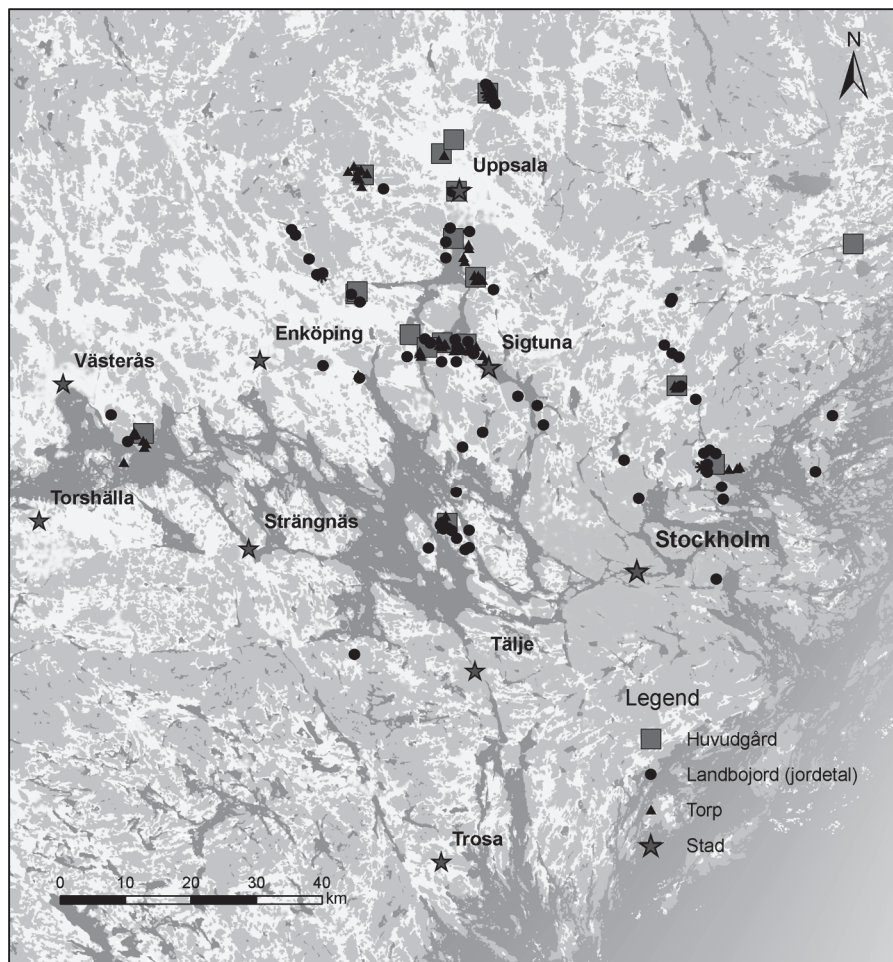 N
Uppsala
Enköping
Sigtuna
Västerås
Torshälla
Strängnäs
Stockholm
Tälje
Legend
Huvudgård
Landbojord (jordetal)
Torp
Stad
Trosa
0 10 20 30 40
km